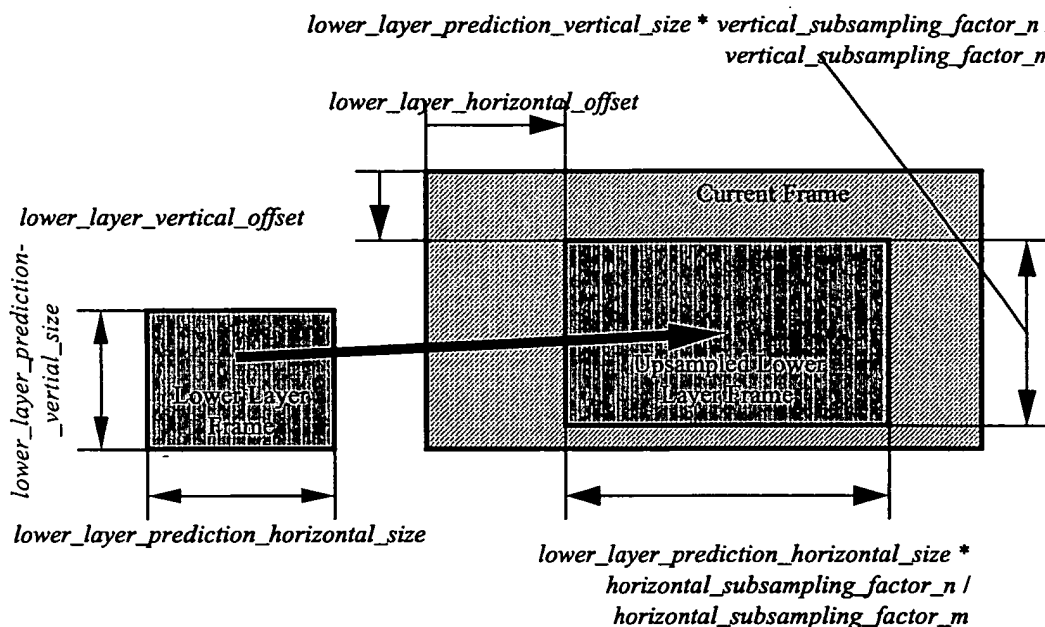 lower_layer_prediction_vertical_size * vertical_subsampling_factor_n /
vertical_subsampling_factor_m
lower_layer_horizontal_offset
Current Frame
lower_layer_vertical_offset
lower_layer_prediction-
_vertial_size
Upsampled Lower
Layer Frame
Lower Layer
Frame
lower_layer_prediction_horizontal_size
lower_layer_prediction_horizontal_size *
horizontal_subsampling_factor_n /
horizontal_subsampling_factor_m